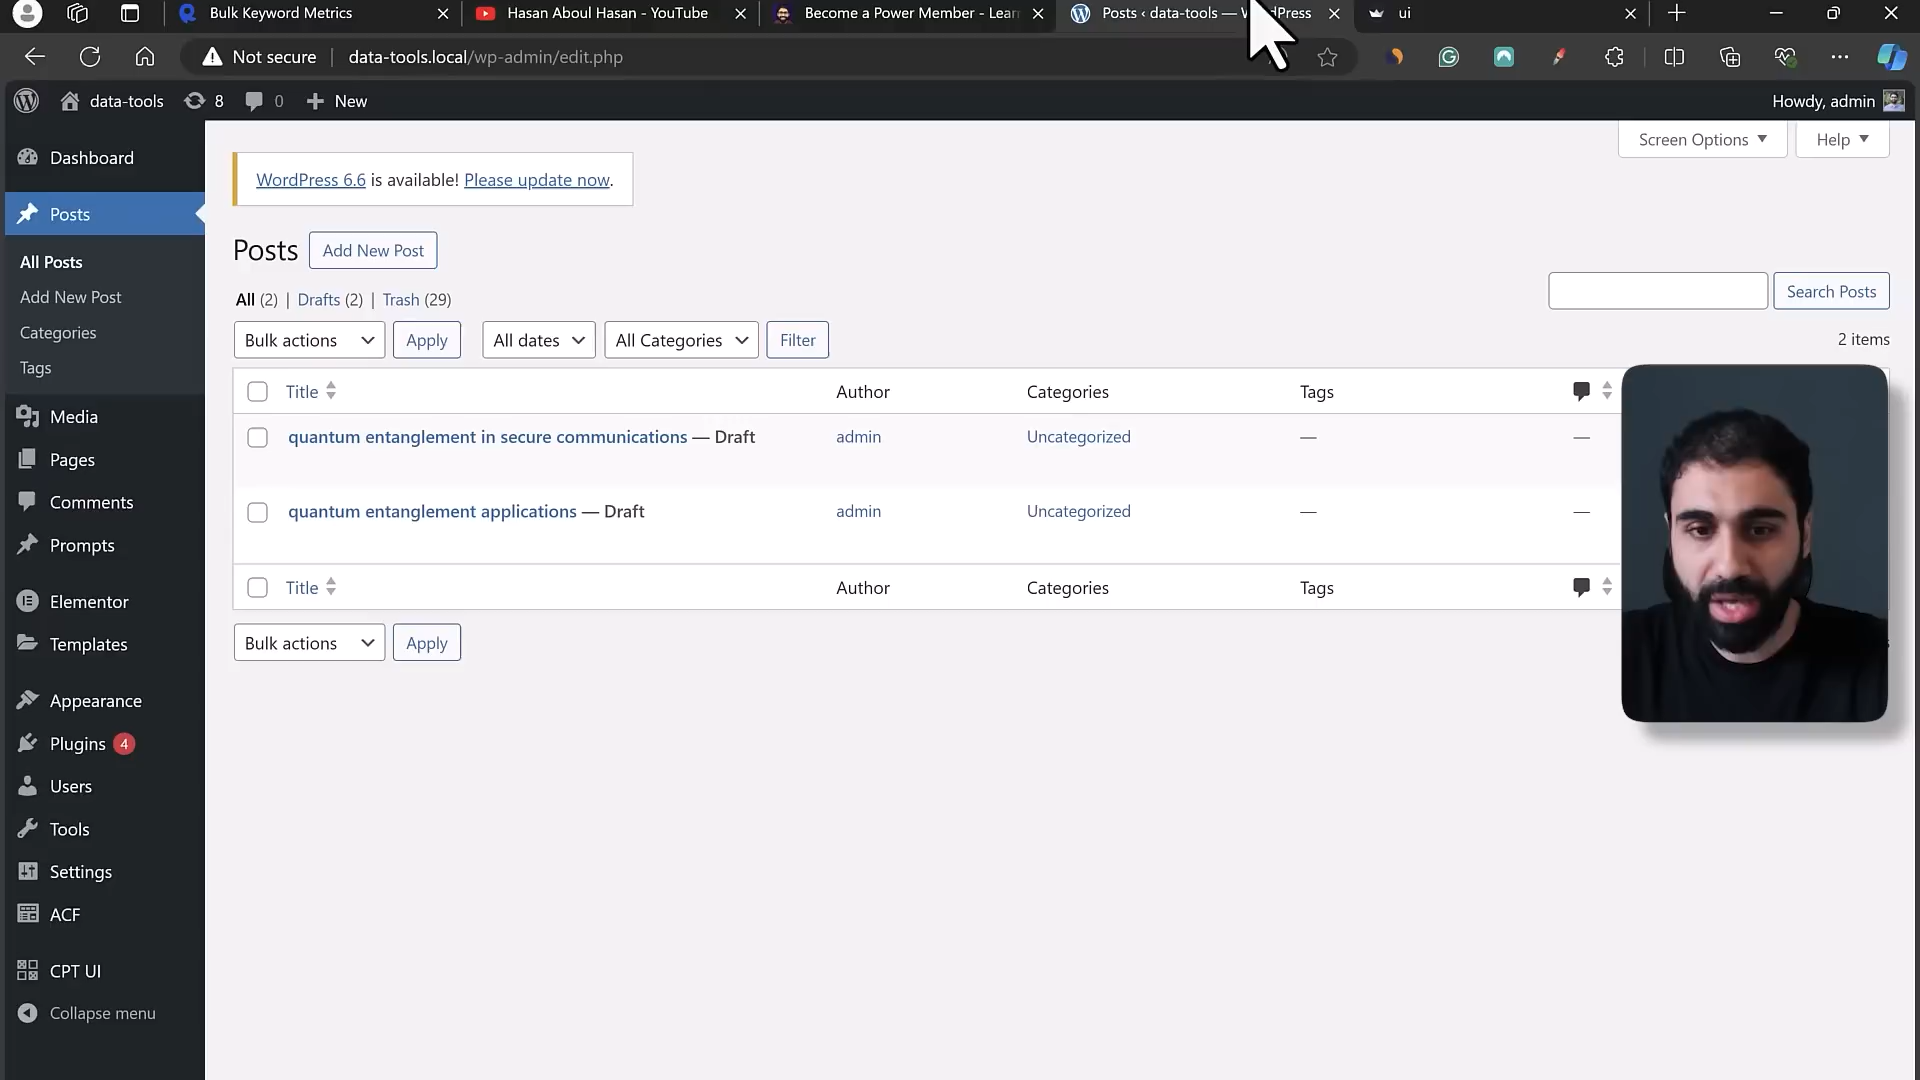 Bulk Keyword Metrics
Hasan Aboul Hasan - YouTube
Become a Power Member - Lear
Posts ‹ data-tools — W dPress
ui
Not secure
data-tools.local/wp-admin/edit.php
data-tools
8
0
New
Howdy, admin
Dashboard
Posts
All Posts
Add New Post
Categories
Tags
Media
Pages
Comments
Prompts
Elementor
Templates
Appearance
Plugins 4
Users
Tools
Settings
ACF
CPT UI
Collapse menu
Screen Options
Help
WordPress 6.6 is available! Please update now.
Posts
Add New Post
All (2) | Drafts (2) | Trash (29)
Search Posts
Bulk actions
Apply
All dates
All Categories
Filter
2 items
Title
Author
Categories
Tags
quantum entanglement in secure communications — Draft
admin
Uncategorized
—
—
quantum entanglement applications — Draft
admin
Uncategorized
—
—
Title
Author
Categories
Tags
Bulk actions
Apply